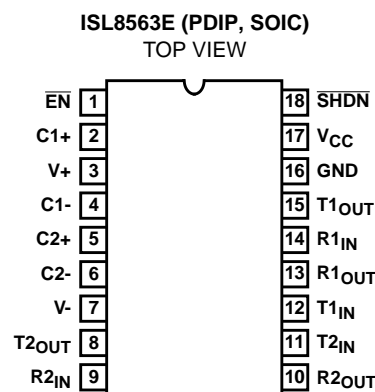 ISL8563E (PDIP, SOIC)
TOP VIEW
EN 1 18 SHDN
C1+ 2 17 VCC
V+ 3 16 GND
C1- 4 15 T1OUT
C2+ 5 14 R1IN
C2- 6 13 R1OUT
V- 7 12 T1IN
T2OUT 8 11 T2IN
R2IN 9 10 R2OUT